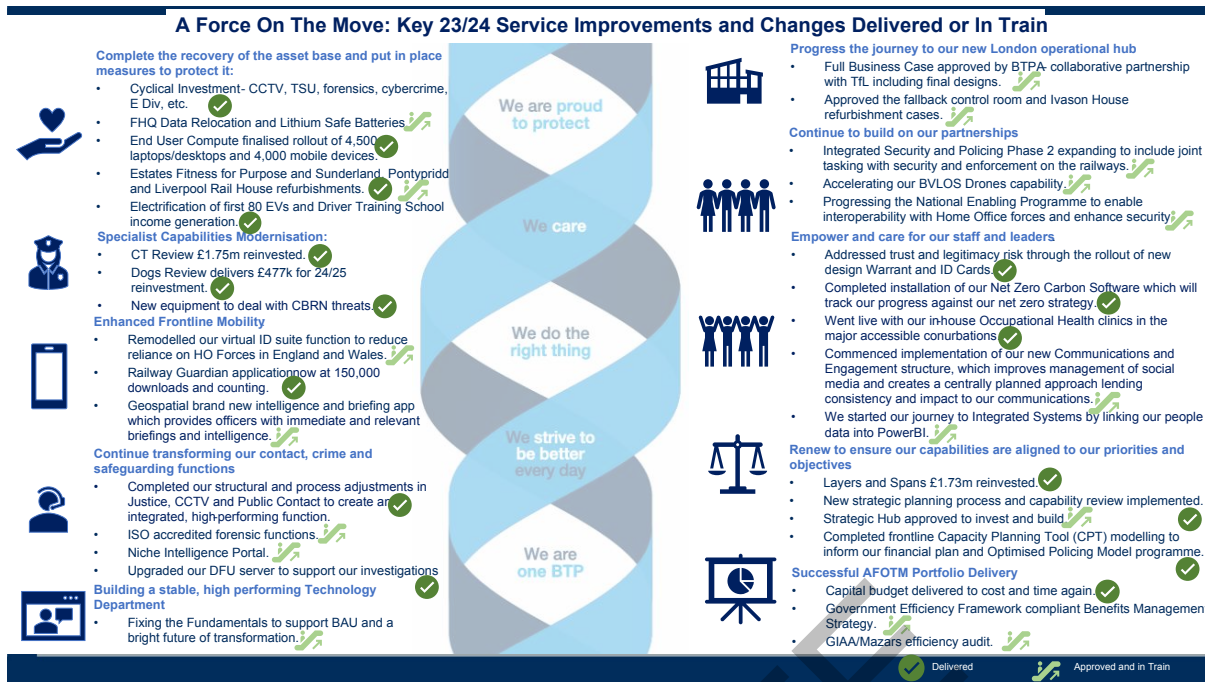 A Force On The Move: Key 23/24 Service Improvements and Changes Delivered or In Train
Complete the recovery of the asset base and put in place
measures to protect it:
• Cyclical Investment- CCTV, TSU, forensics, cybercrime,
E Div, etc.
• FHQ Data Relocation and Lithium Safe Batteries
• End User Compute finalised rollout of 4,500
laptops/desktops and 4,000 mobile devices.
• Estates Fitness for Purpose and Sunderland, Pontypridd
and Liverpool Rail House refurbishments.
• Electrification of first 80 EVs and Driver Training School
income generation.
Specialist Capabilities Modernisation:
• CT Review £1.75m reinvested.
• Dogs Review delivers £477k for 24/25
reinvestment.
• New equipment to deal with CBRN threats.
Enhanced Frontline Mobility
• Remodelled our virtual ID suite function to reduce
reliance on HO Forces in England and Wales.
• Railway Guardian applicationnow at 150,000
downloads and counting.
• Geospatial brand new intelligence and briefing app
which provides officers with immediate and relevant
briefings and intelligence.
Continue transforming our contact, crime and
safeguarding functions
• Completed our structural and process adjustments in
Justice, CCTV and Public Contact to create an
integrated, high-performing function.
• ISO accredited forensic functions.
• Niche Intelligence Portal.
• Upgraded our DFU server to support our investigations
Building a stable, high performing Technology
Department
• Fixing the Fundamentals to support BAU and a
bright future of transformation.
We are proud
to protect
We care
We do the
right thing
We strive to
be better
every day
We are
one BTP
Progress the journey to our new London operational hub
• Full Business Case approved by BTPA- collaborative partnership
with TfL including final designs.
• Approved the fallback control room and Ivason House
refurbishment cases.
Continue to build on our partnerships
• Integrated Security and Policing Phase 2 expanding to include joint
tasking with security and enforcement on the railways.
• Accelerating our BVLOS Drones capability.
• Progressing the National Enabling Programme to enable
interoperability with Home Office forces and enhance security
Empower and care for our staff and leaders.
• Addressed trust and legitimacy risk through the rollout of new
design Warrant and ID Cards.
• Completed installation of our Net Zero Carbon Software which will
track our progress against our net zero strategy.
• Went live with our in-house Occupational Health clinics in the
major accessible conurbations
• Commenced implementation of our new Communications and
Engagement structure, which improves management of social
media and creates a centrally planned approach lending
consistency and impact to our communications.
• We started our journey to Integrated Systems by linking our people
data into PowerBI.
Renew to ensure our capabilities are aligned to our priorities and
objectives
• Layers and Spans £1.73m reinvested.
• New strategic planning process and capability review implemented.
• Strategic Hub approved to invest and build
• Completed frontline Capacity Planning Tool (CPT) modelling to
inform our financial plan and Optimised Policing Model programme.
Successful AFOTM Portfolio Delivery
• Capital budget delivered to cost and time again.
• Government Efficiency Framework compliant Benefits Management
Strategy.
• GIAA/Mazars efficiency audit.
Delivered
Approved and in Train